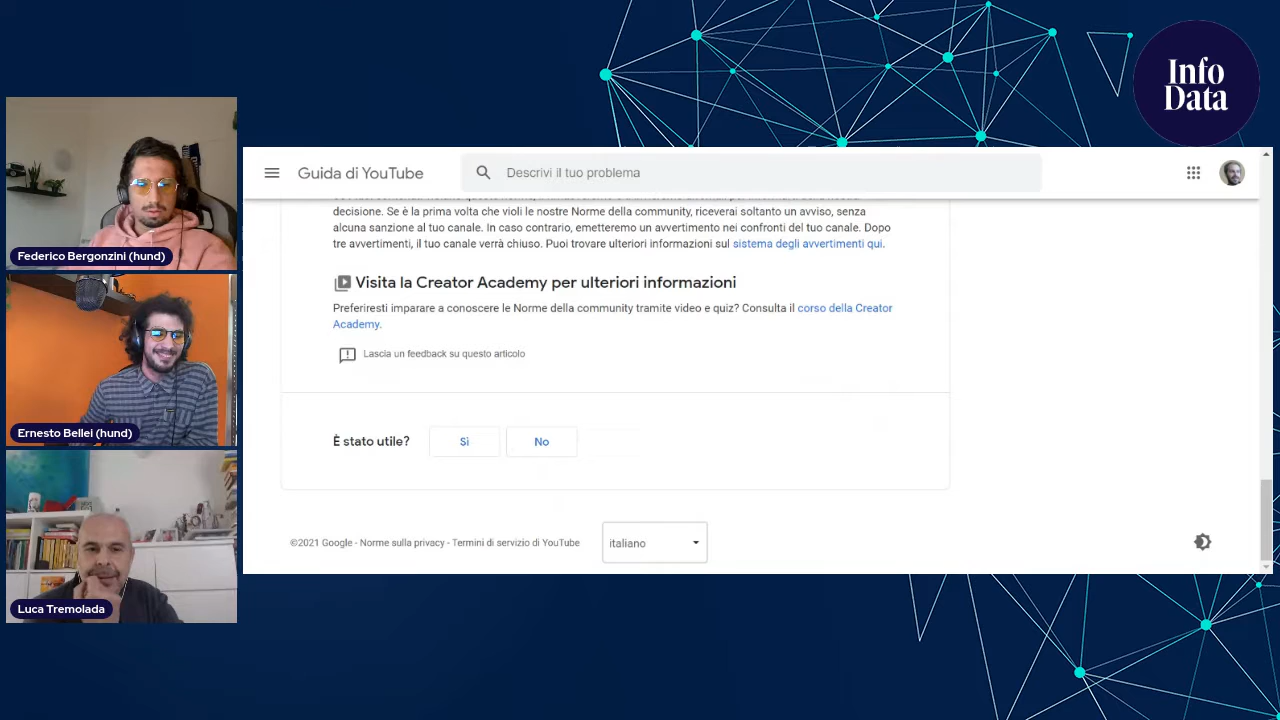 Info
Data
Guida di YouTube
Descrivi il tuo problema
decisione. Se è la prima volta che violi le nostre Norme della community, riceverai soltanto un avviso, senza
alcuna sanzione al tuo canale. In caso contrario, emetteremo un avvertimento nei confronti del tuo canale. Dopo
tre avvertimenti, il tuo canale verrà chiuso. Puoi trovare ulteriori informazioni sul sistema degli avvertimenti qui.
Visita la Creator Academy per ulteriori informazioni
Preferiresti imparare a conoscere le Norme della community tramite video e quiz? Consulta il corso della Creator
Academy.
Lascia un feedback su questo articolo
È stato utile?
Sì
No
©2021 Google - Norme sulla privacy - Termini di servizio di YouTube
italiano
Federico Bergonzini (hund)
Ernesto Bellei (hund)
Luca Tremolada